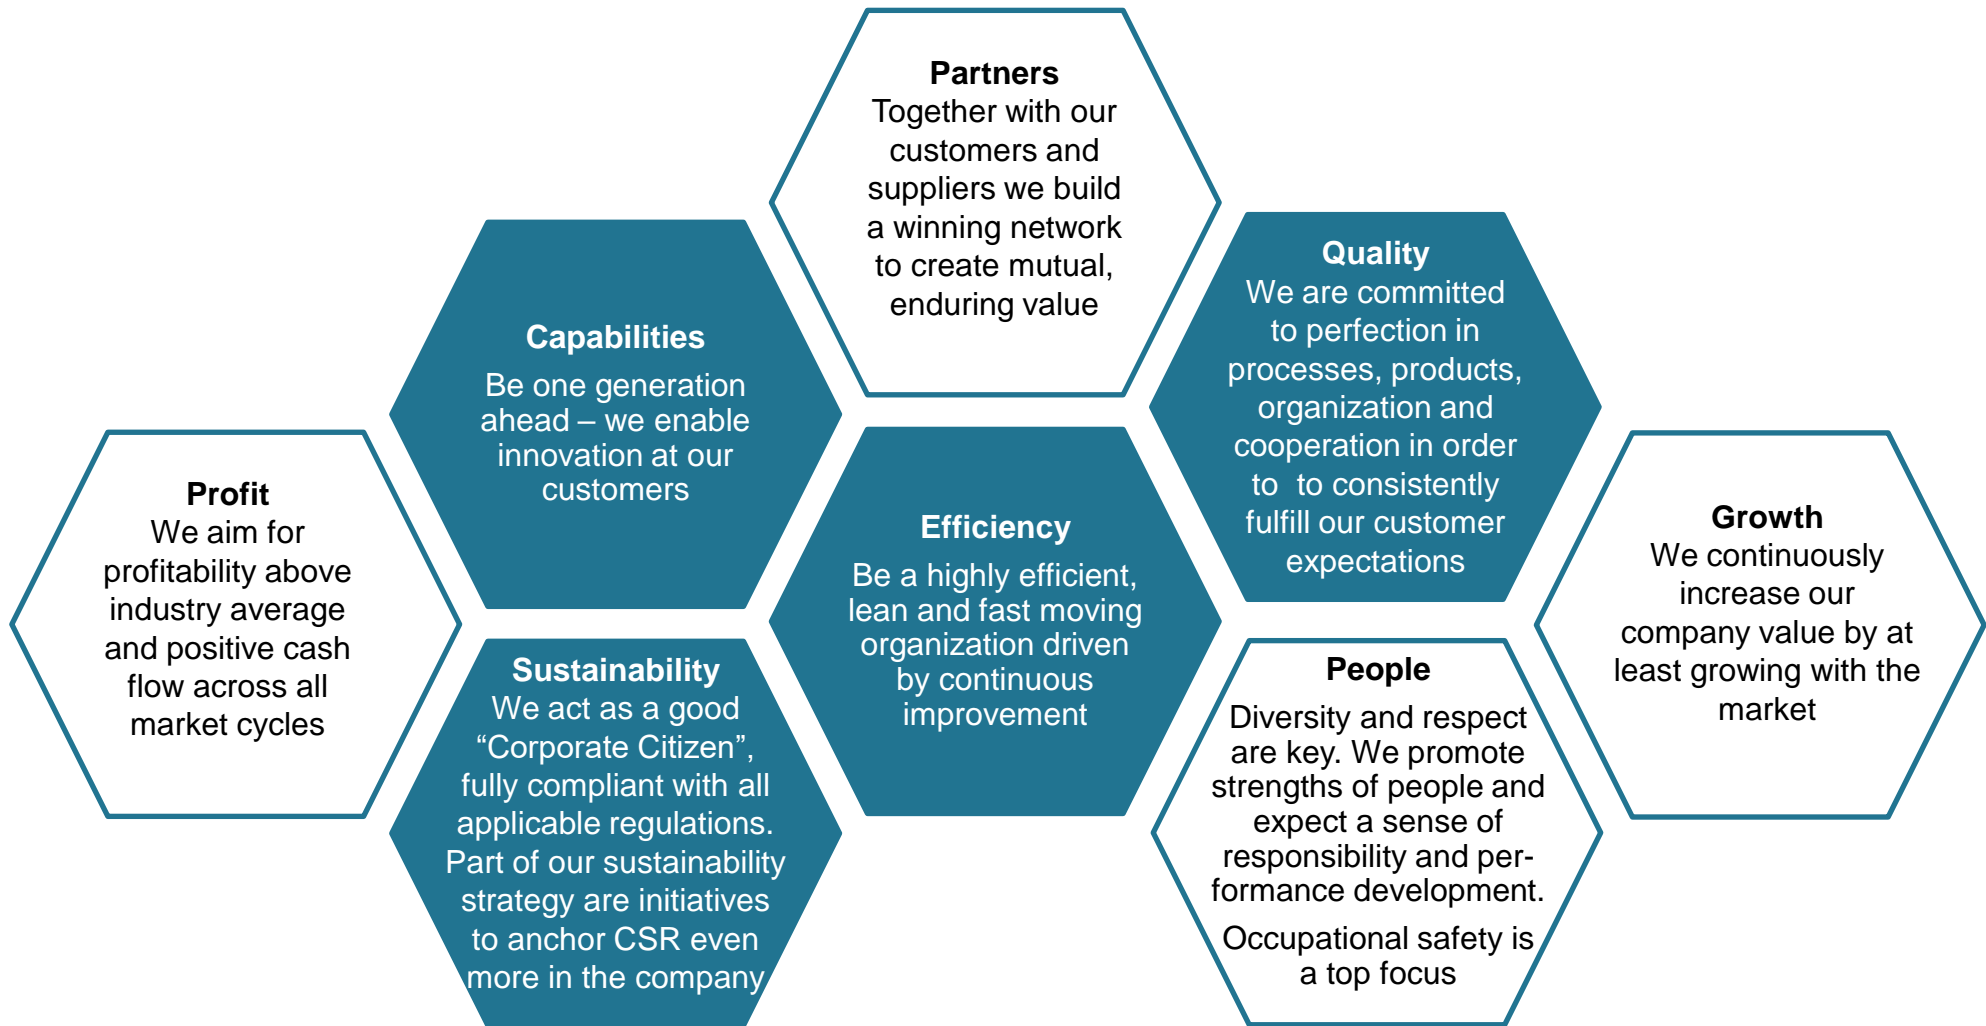 Partners
Together with our
customers and
suppliers we build
a winning network
to create mutual,
enduring value
Capabilities
Be one generation
ahead – we enable
innovation at our
customers
Quality
We are committed
to perfection in
processes, products,
organization and
cooperation in order
to  to consistently
fulfill our customer
expectations
Profit
We aim for
profitability above
industry average
and positive cash
flow across all
market cycles
Efficiency
Be a highly efficient,
lean and fast moving
organization driven
by continuous
improvement
Growth
We continuously
increase our
company value by at
least growing with the
market
Sustainability
We act as a good
“Corporate Citizen”,
fully compliant with all
applicable regulations.
Part of our sustainability
strategy are initiatives
to anchor CSR even
more in the company
People
Diversity and respect
are key. We promote
strengths of people and
expect a sense of
responsibility and per-
formance development.
Occupational safety is
a top focus